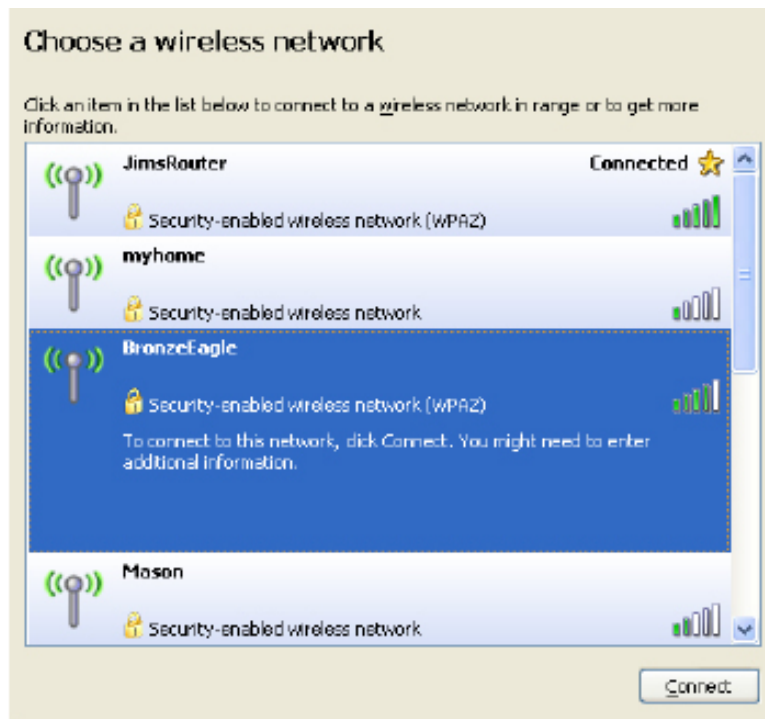 Choose a wireless network
Click an item in the list below to connect to a wireless network in range or to get more
information.
JimsRouter Connected
Security-enabled wireless network (WPA2)
myhome
Security-enabled wireless network
BronzeEagle
Security-enabled wireless network (WPA2)
To connect to this network, click Connect. You might need to enter
additional information.
Mason
Security-enabled wireless network
Connect